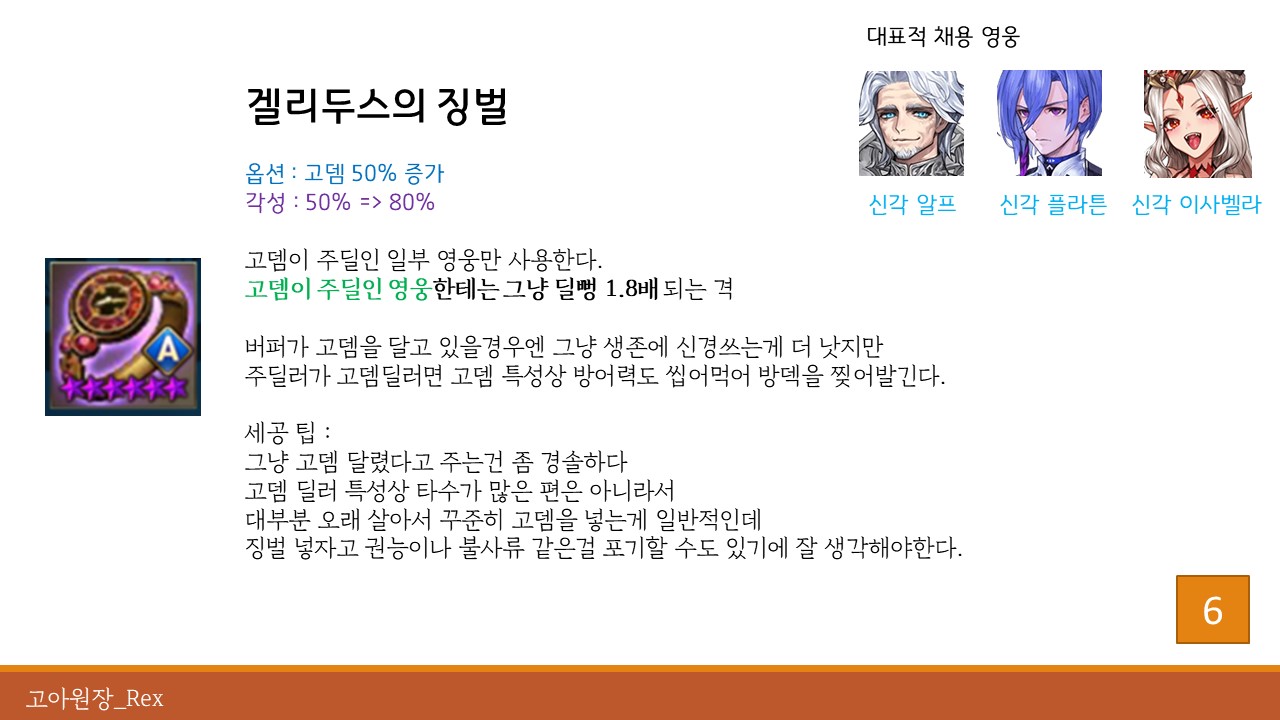 대표적 채용 영웅
겔리두스의 징벌
신각 알프
신각 플라튼
신각 이사벨라
옵션 : 고뎀 50% 증가
각성 : 50% => 80%
고뎀이 주딜인 일부 영웅만 사용한다.
고뎀이 주딜인 영웅한테는 그냥 딜뻥 1.8배 되는 격
버퍼가 고뎀을 달고 있을경우엔 그냥 생존에 신경쓰는게 더 낫지만
주딜러가 고뎀딜러면 고뎀 특성상 방어력도 씹어먹어 방덱을 찢어발긴다.
A
세공 팁 :
그냥 고뎀 달렸다고 주는건 좀 경솔하다
고뎀 딜러 특성상 타수가 많은 편은 아니라서
대부분 오래 살아서 꾸준히 고뎀을 넣는게 일반적인데
징벌 넣자고 권능이나 불사류 같은걸 포기할 수도 있기에 잘 생각해야한다.
6
고아원장_Rex